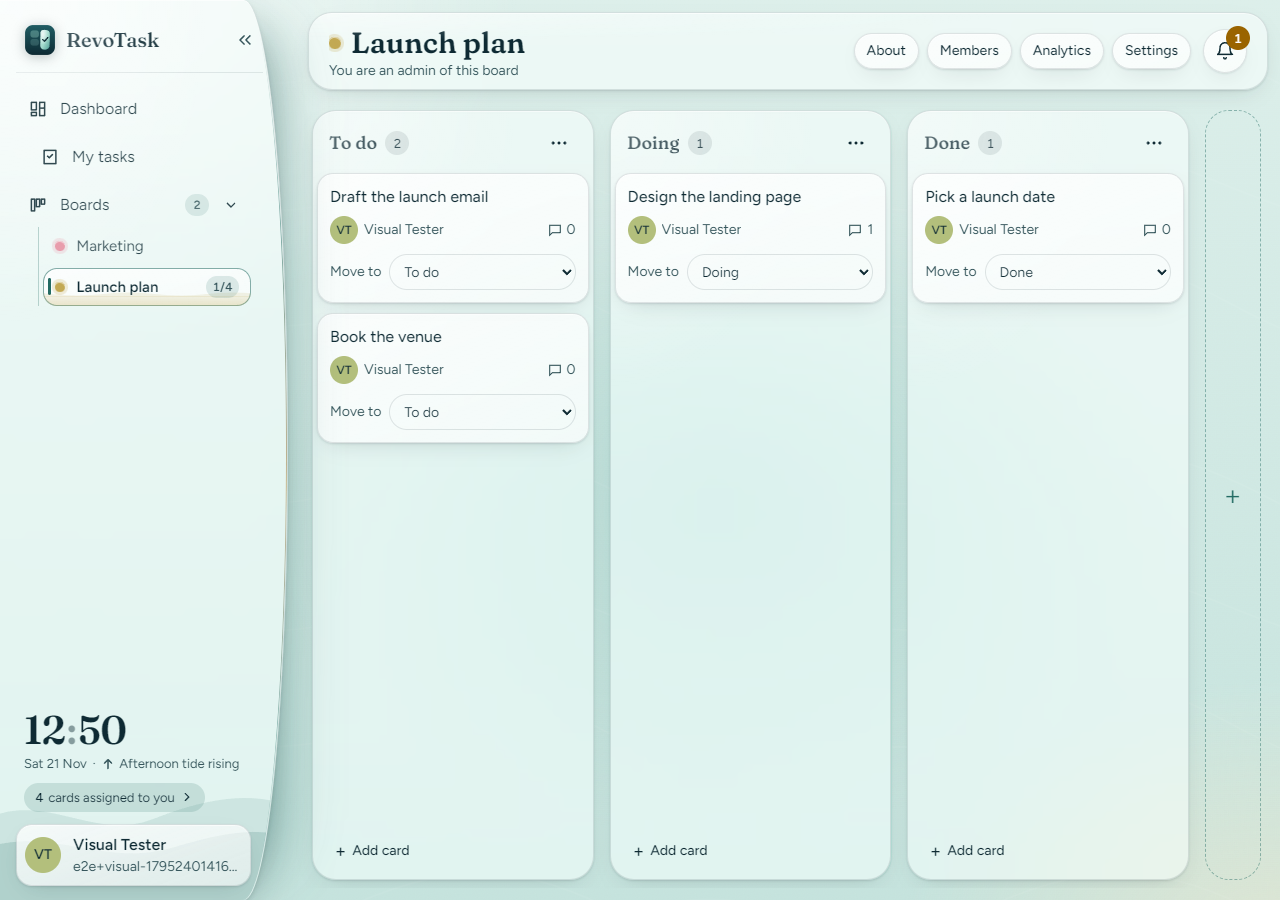 RevoTask
Dashboard
My tasks
Boards 2
Marketing
Launch plan 1/4
12:50
Sat 21 Nov · ↑ Afternoon tide rising
4 cards assigned to you
VT Visual Tester
e2e+visual-17952401416...
Launch plan
You are an admin of this board
About Members Analytics Settings 1
To do 2
Draft the launch email
VT Visual Tester 0
Move to To do
Book the venue
VT Visual Tester 0
Move to To do
+ Add card
Doing 1
Design the landing page
VT Visual Tester 1
Move to Doing
+ Add card
Done 1
Pick a launch date
VT Visual Tester 0
Move to Done
+ Add card
+